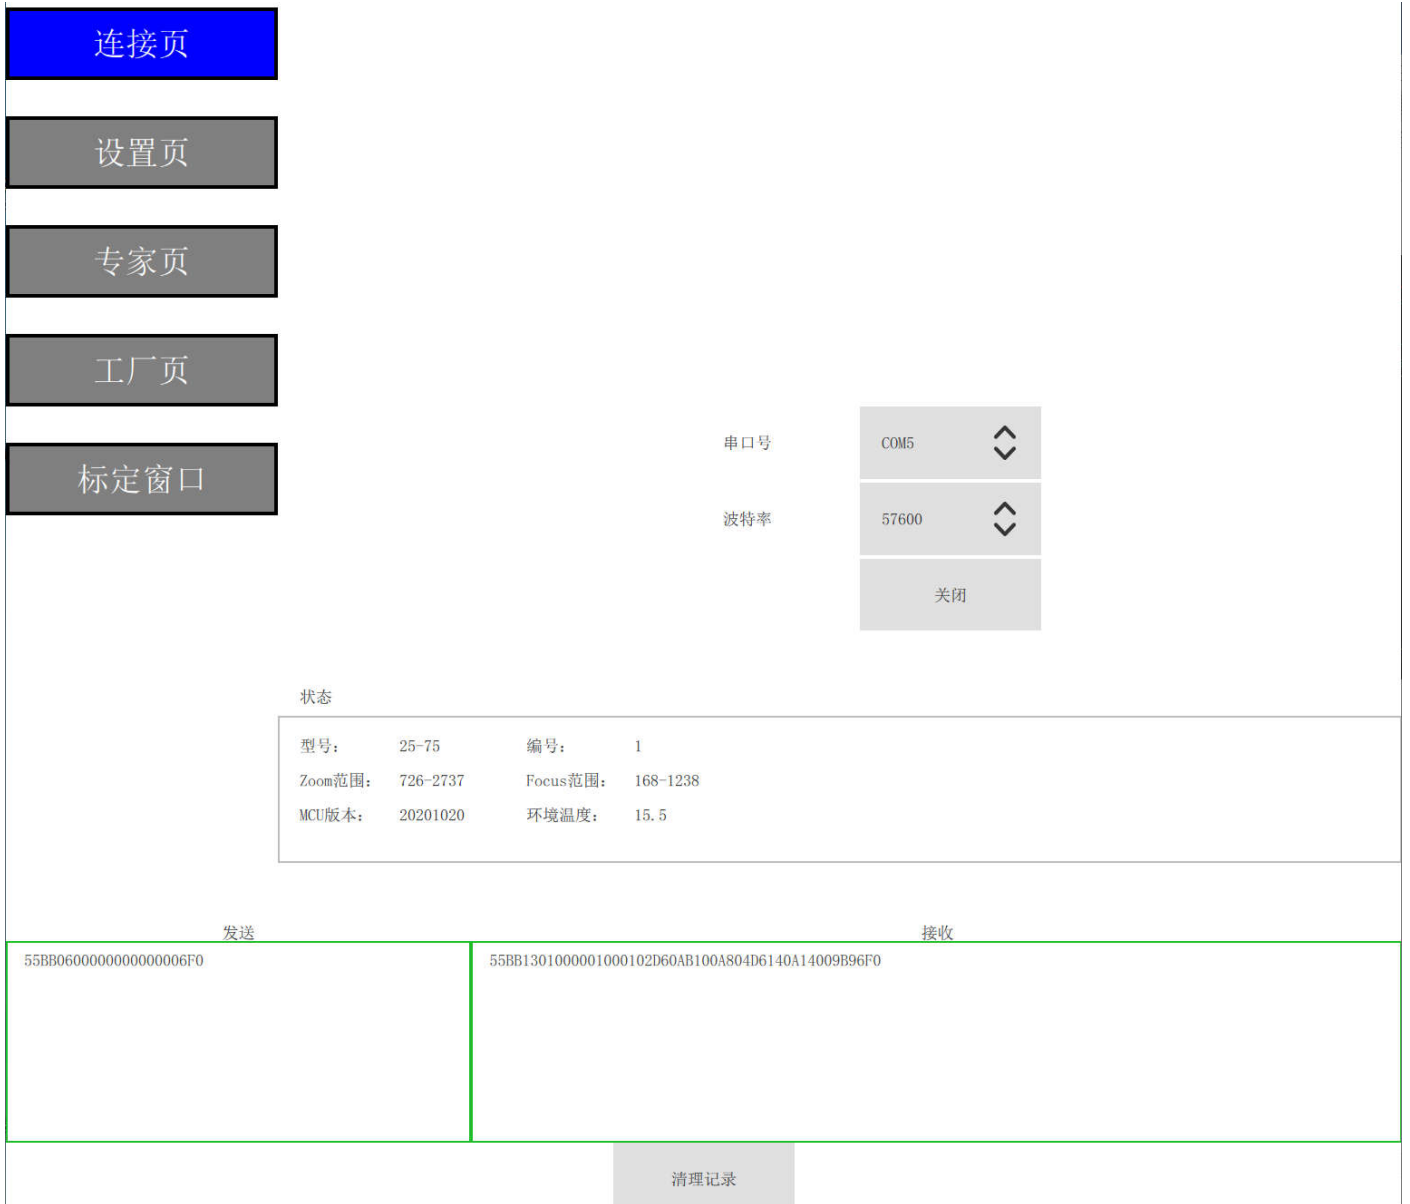 连接页
设置页
专家页
工厂页
标定窗口
串口号 COM5
波特率 57600
关闭
状态
型号： 25-75 编号： 1
Zoom范围： 726-2737 Focus范围： 168-1238
MCU版本： 20201020 环境温度： 15.5
发送 接收
55BB0600000000000006F0 55BB1301000001000102D60AB100A804D6140A14009B96F0
清理记录